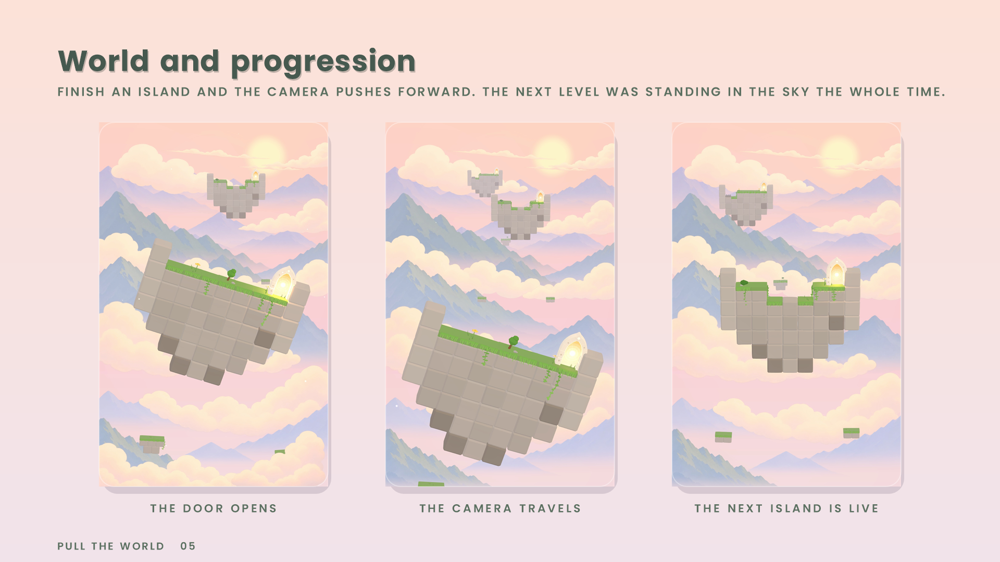 World and progression
FINISH AN ISLAND AND THE CAMERA PUSHES FORWARD. THE NEXT LEVEL WAS STANDING IN THE SKY THE WHOLE TIME.
THE DOOR OPENS
THE CAMERA TRAVELS
THE NEXT ISLAND IS LIVE
PULL THE WORLD 05